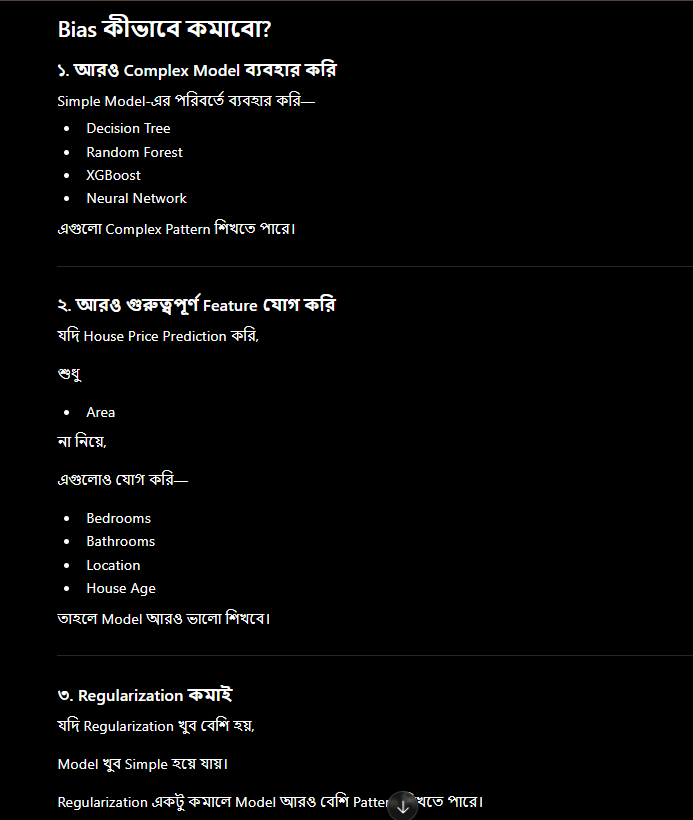 Bias কীভাবে কমাবো?
১. আরও Complex Model ব্যবহার করি
Simple Model-এর পরিবর্তে ব্যবহার করি—
• Decision Tree
• Random Forest
• XGBoost
• Neural Network
এগুলো Complex Pattern শিখতে পারে।
২. আরও গুরুত্বপূর্ণ Feature যোগ করি
যদি House Price Prediction করি,
শুধু
• Area
না নিয়ে,
এগুলোও যোগ করি—
• Bedrooms
• Bathrooms
• Location
• House Age
তাহলে Model আরও ভালো শিখবে।
৩. Regularization কমাই
যদি Regularization খুব বেশি হয়,
Model খুব Simple হয়ে যায়।
Regularization একটু কমালে Model আরও বেশি পারে।